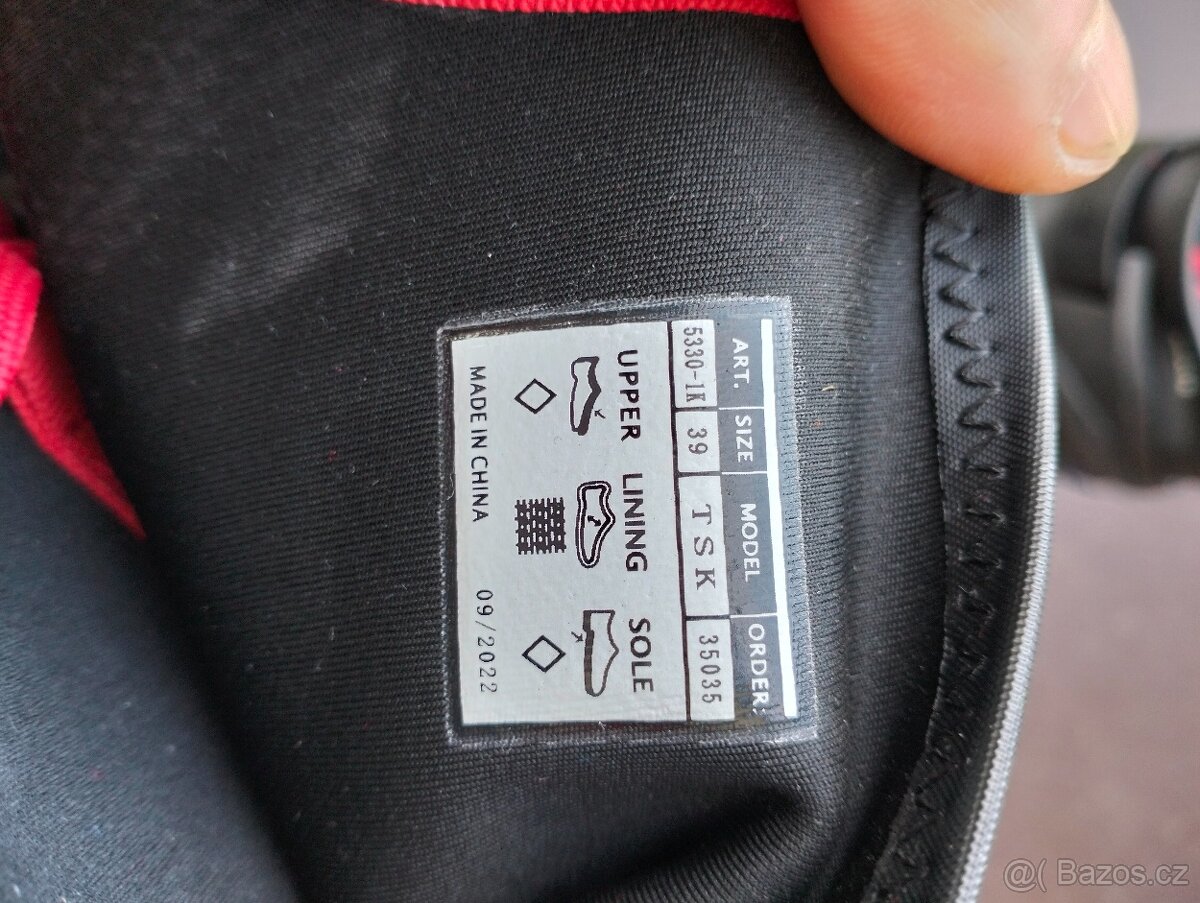 ART. SIZE MODEL ORDER:
5330-1K 39 TSK 35035
UPPER LINING SOLE
MADE IN CHINA 09/2022
@( Bazos.cz